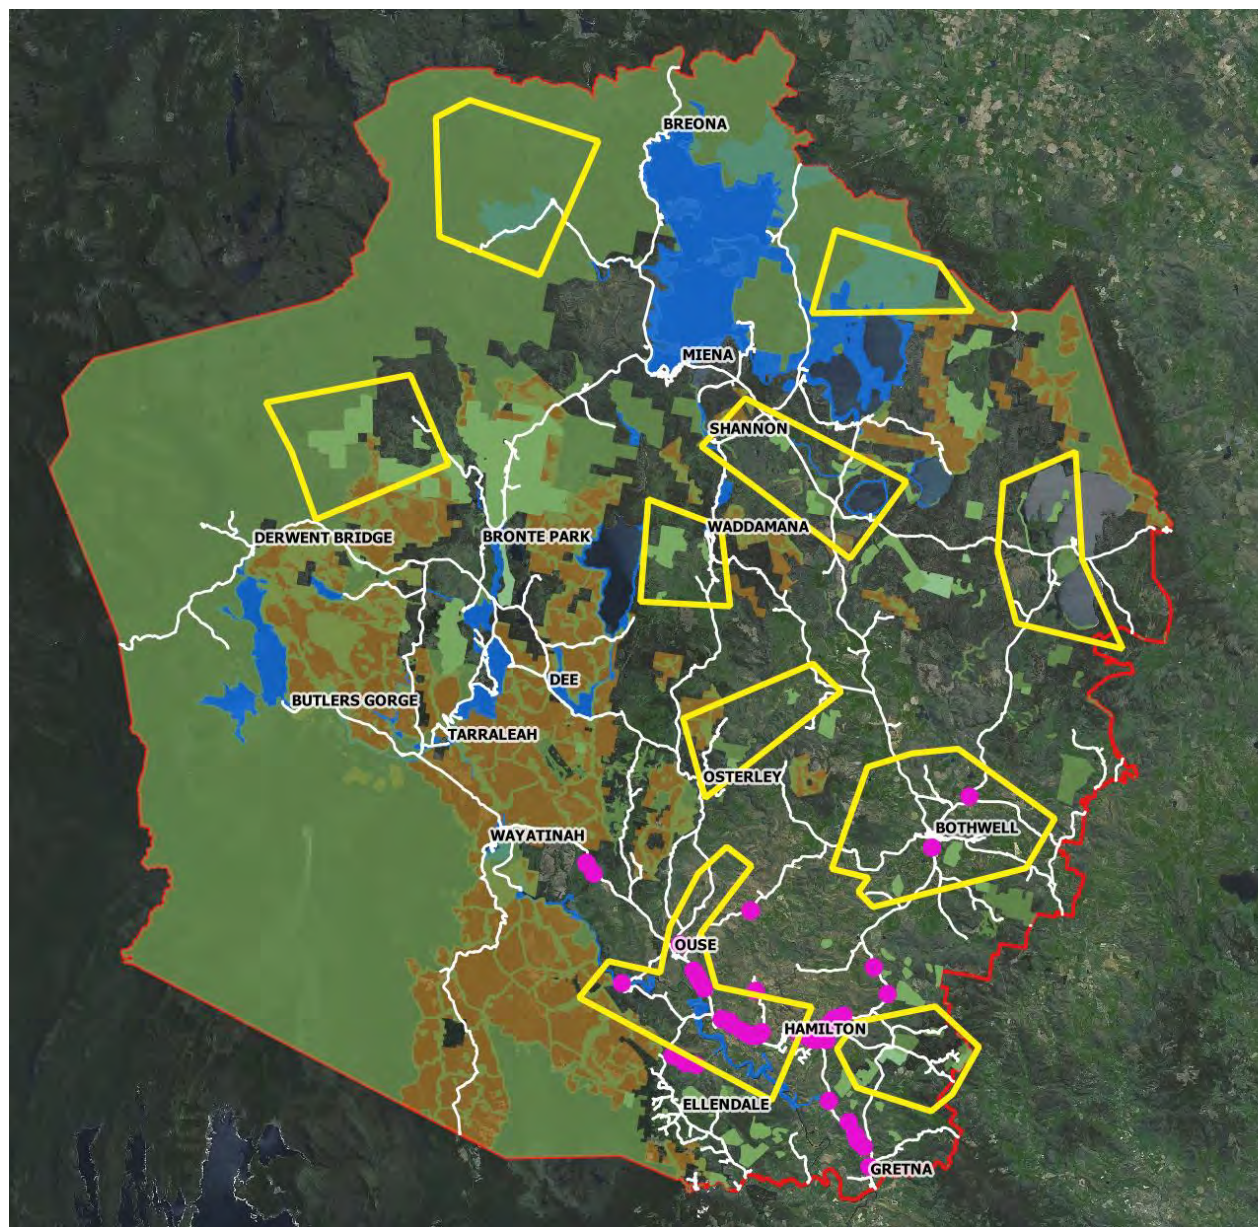 BREONA
MIENA
SHANNON
WADDAMANA
DERWENT BRIDGE
BRONTE PARK
DEE
BUTLERS GORGE
TARRALEAH
OSTERLEY
WAYATINAH
BOTHWELL
OUSE
HAMILTON
ELLENDALE
GRETNA